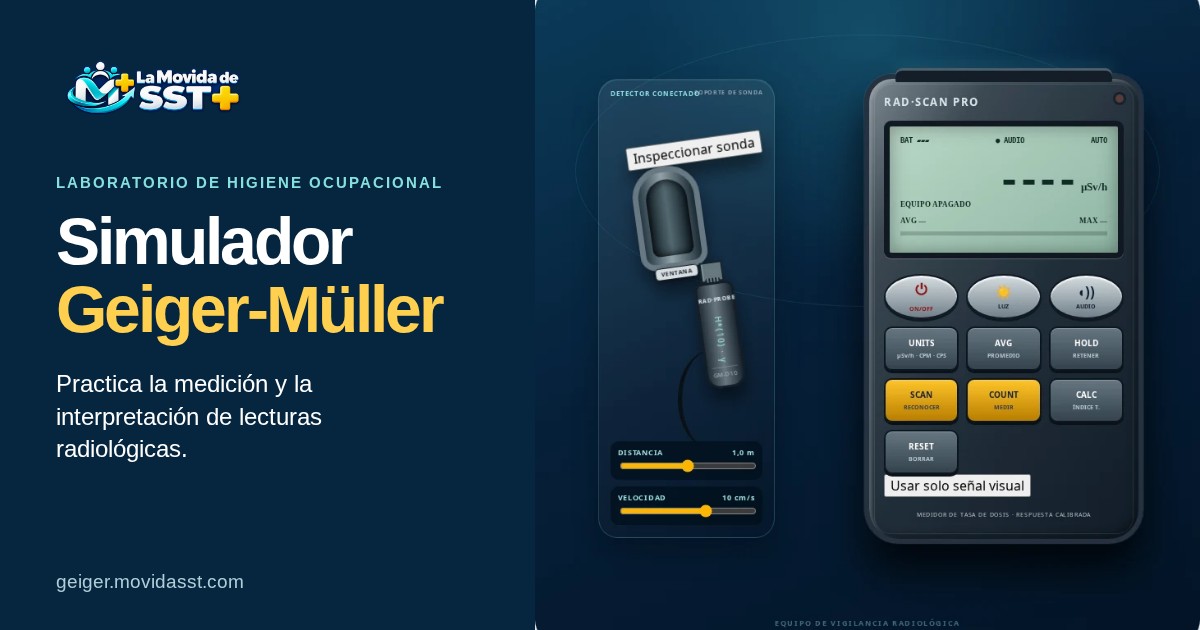 La Movida de
SST+
LABORATORIO DE HIGIENE OCUPACIONAL
Simulador
Geiger-Müller
Practica la medición y la
interpretación de lecturas
radiológicas.
geiger.movidasst.com
DETECTOR CONECTADO
SOPORTE DE SONDA
Inspeccionar sonda
VENTANA
RAD-PROBE
H*(10) · γ
DISTANCIA 1,0 m
VELOCIDAD 10 cm/s
RAD·SCAN PRO
BAT ● AUDIO AUTO
---- µSv/h
EQUIPO APAGADO
AVG — MAX —
ON/OFF
LUZ
AUDIO
UNITS
µSv/h · CPM · CPS
AVG
PROMEDIO
HOLD
RETENER
SCAN
RECONOCER
COUNT
MEDIR
CALC
ÍNDICE T.
RESET
BORRAR
Usar solo señal visual
MEDIDOR DE TASA DE DOSIS · RESPUESTA CALIBRADA
EQUIPO DE VIGILANCIA RADIOLÓGICA